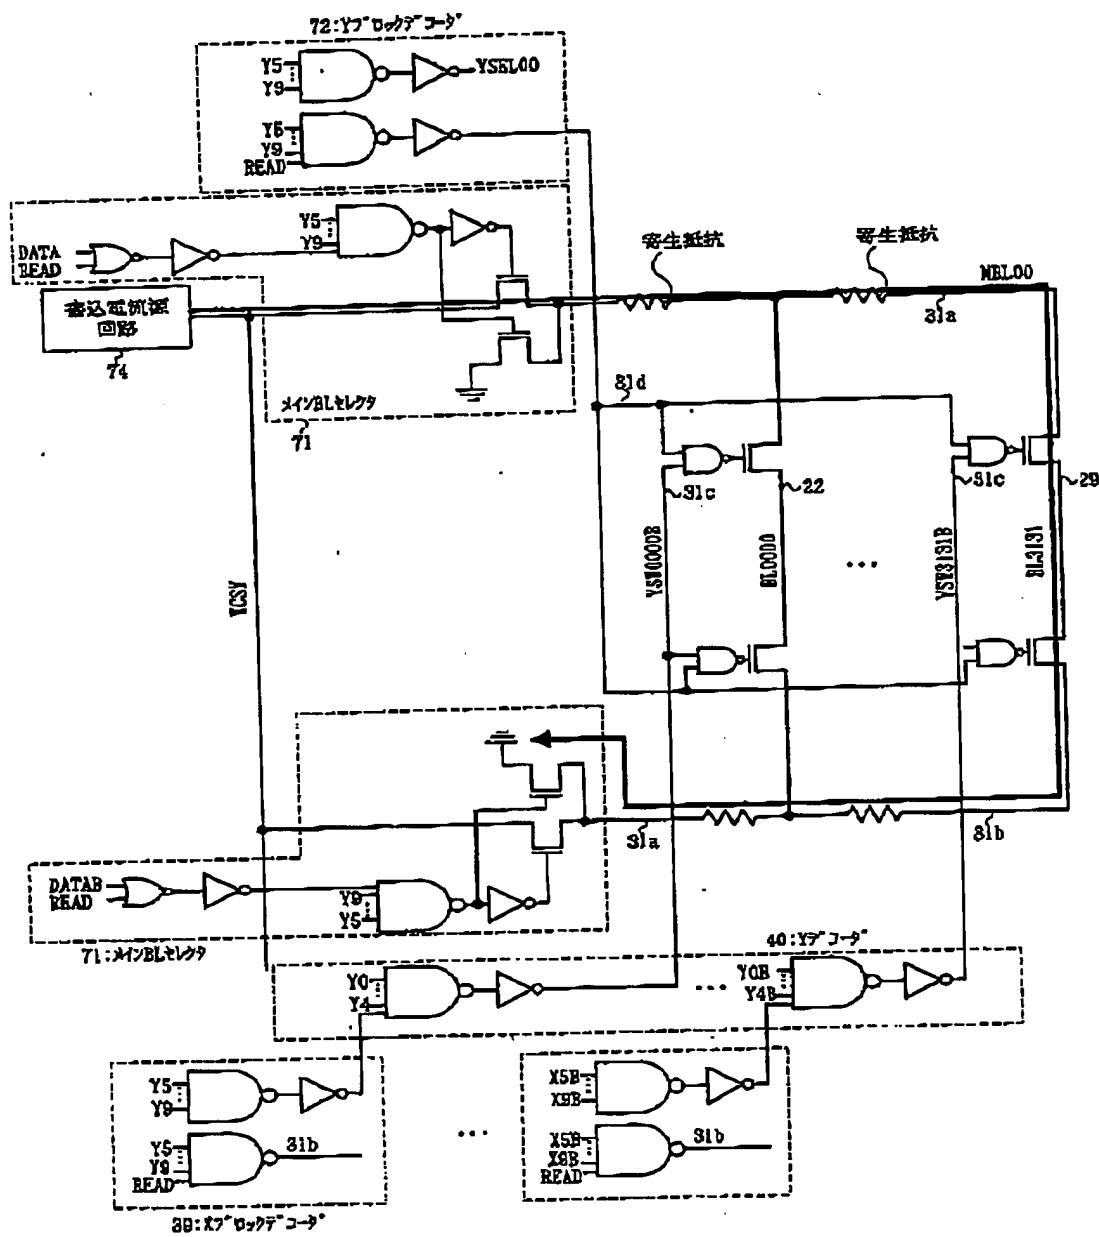 72:Yブロックデコーダ
Y5
Y9
YSEL00
Y5
Y9
READ
DATA
READ
Y5
Y9
寄生抵抗
寄生抵抗
MBL00
31a
書込電流源
回路
74
メインBLセレクタ
71
31d
31c
22
31c
29
YSW0000B
BL0000
...
YSW3131B
BL3131
WCSV
31a
31b
DATAB
READ
Y9
Y5
71:メインBLセレクタ
40:Yデコーダ
Y0
Y4
...
Y0B
Y4B
Y5
Y9
X5B
X9B
...
Y5
Y9
READ
31b
X5B
X9B
READ
31b
39:Xブロックデコーダ